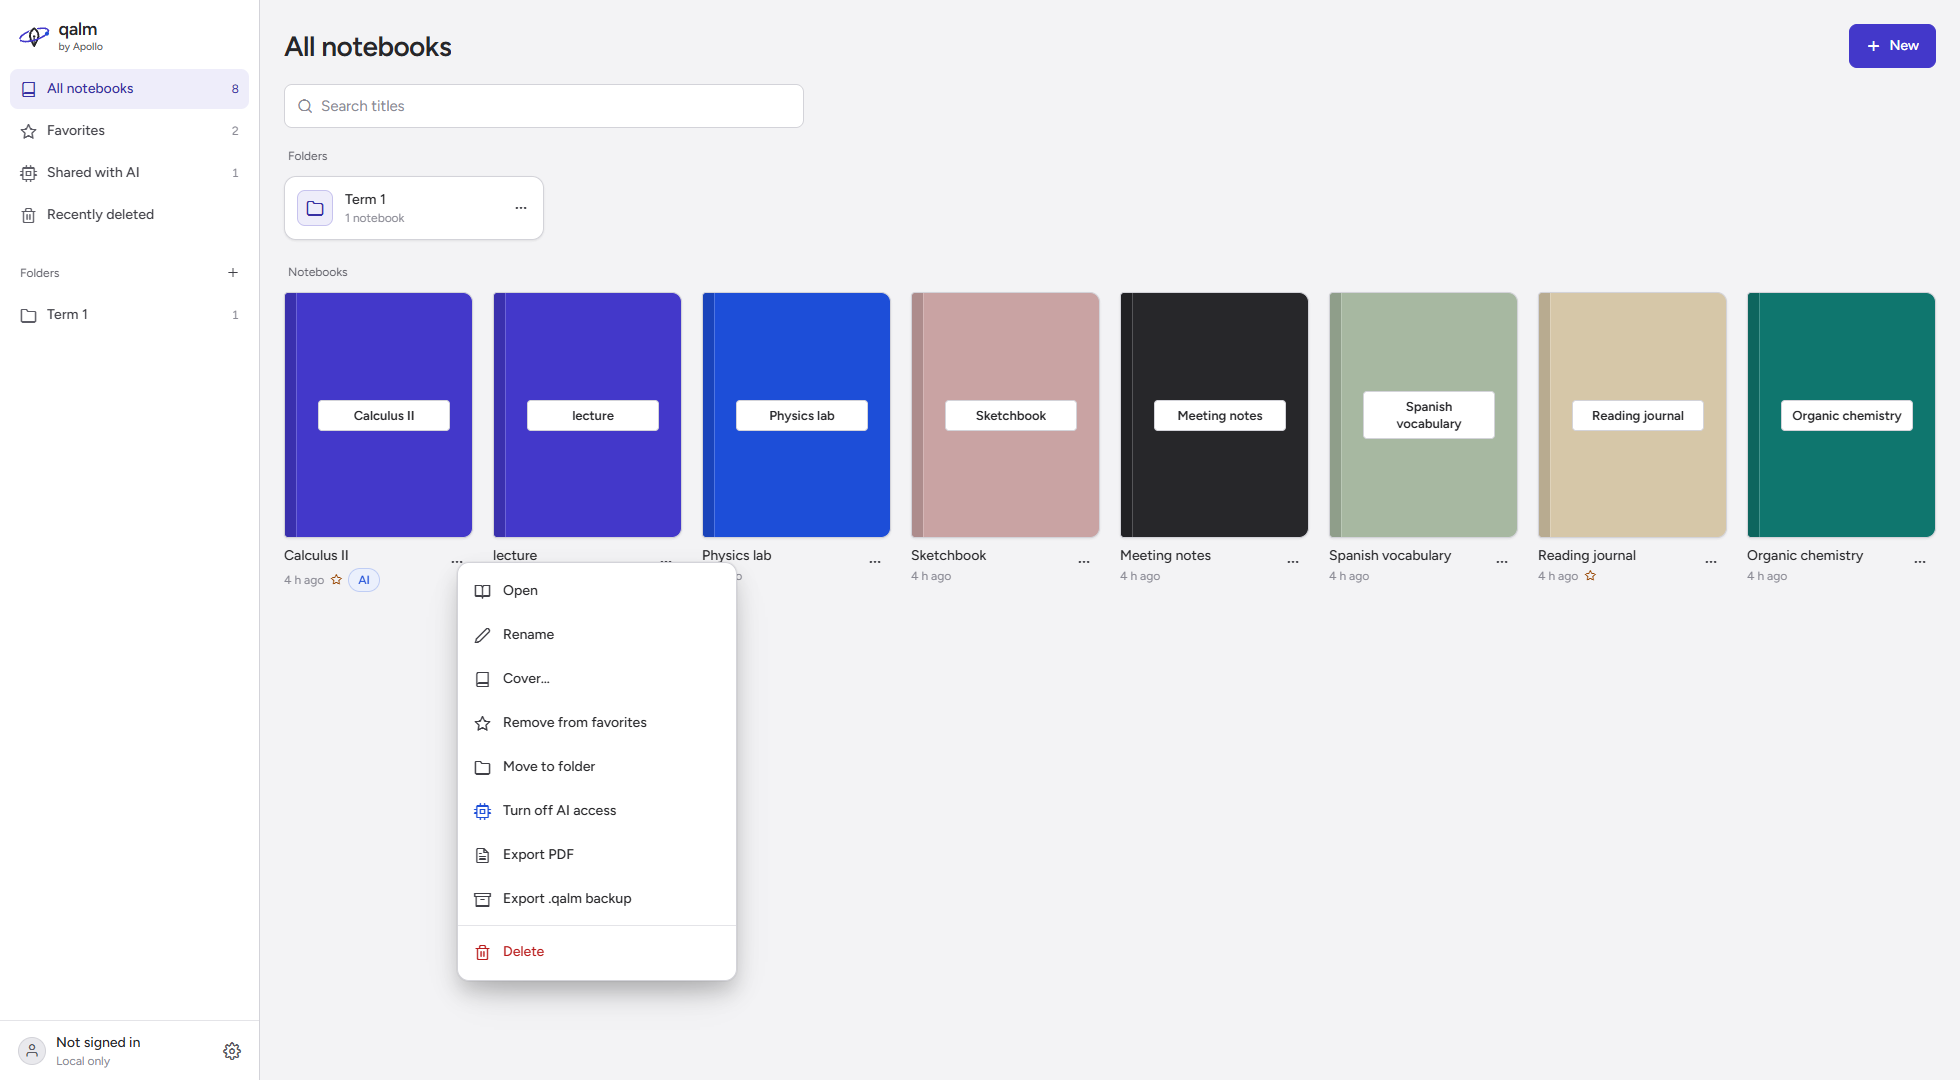 qalm
by Apollo
All notebooks 8
Favorites 2
Shared with AI 1
Recently deleted
Folders
Term 1 1
Not signed in
Local only
All notebooks
New
Search titles
Folders
Term 1
1 notebook
Notebooks
Calculus II
lecture
Physics lab
Sketchbook
Meeting notes
Spanish
vocabulary
Reading journal
Organic chemistry
Calculus II
4 h ago AI
lecture
Physics lab
Sketchbook
4 h ago
Meeting notes
4 h ago
Spanish vocabulary
4 h ago
Reading journal
4 h ago
Organic chemistry
4 h ago
Open
Rename
Cover...
Remove from favorites
Move to folder
Turn off AI access
Export PDF
Export .qalm backup
Delete